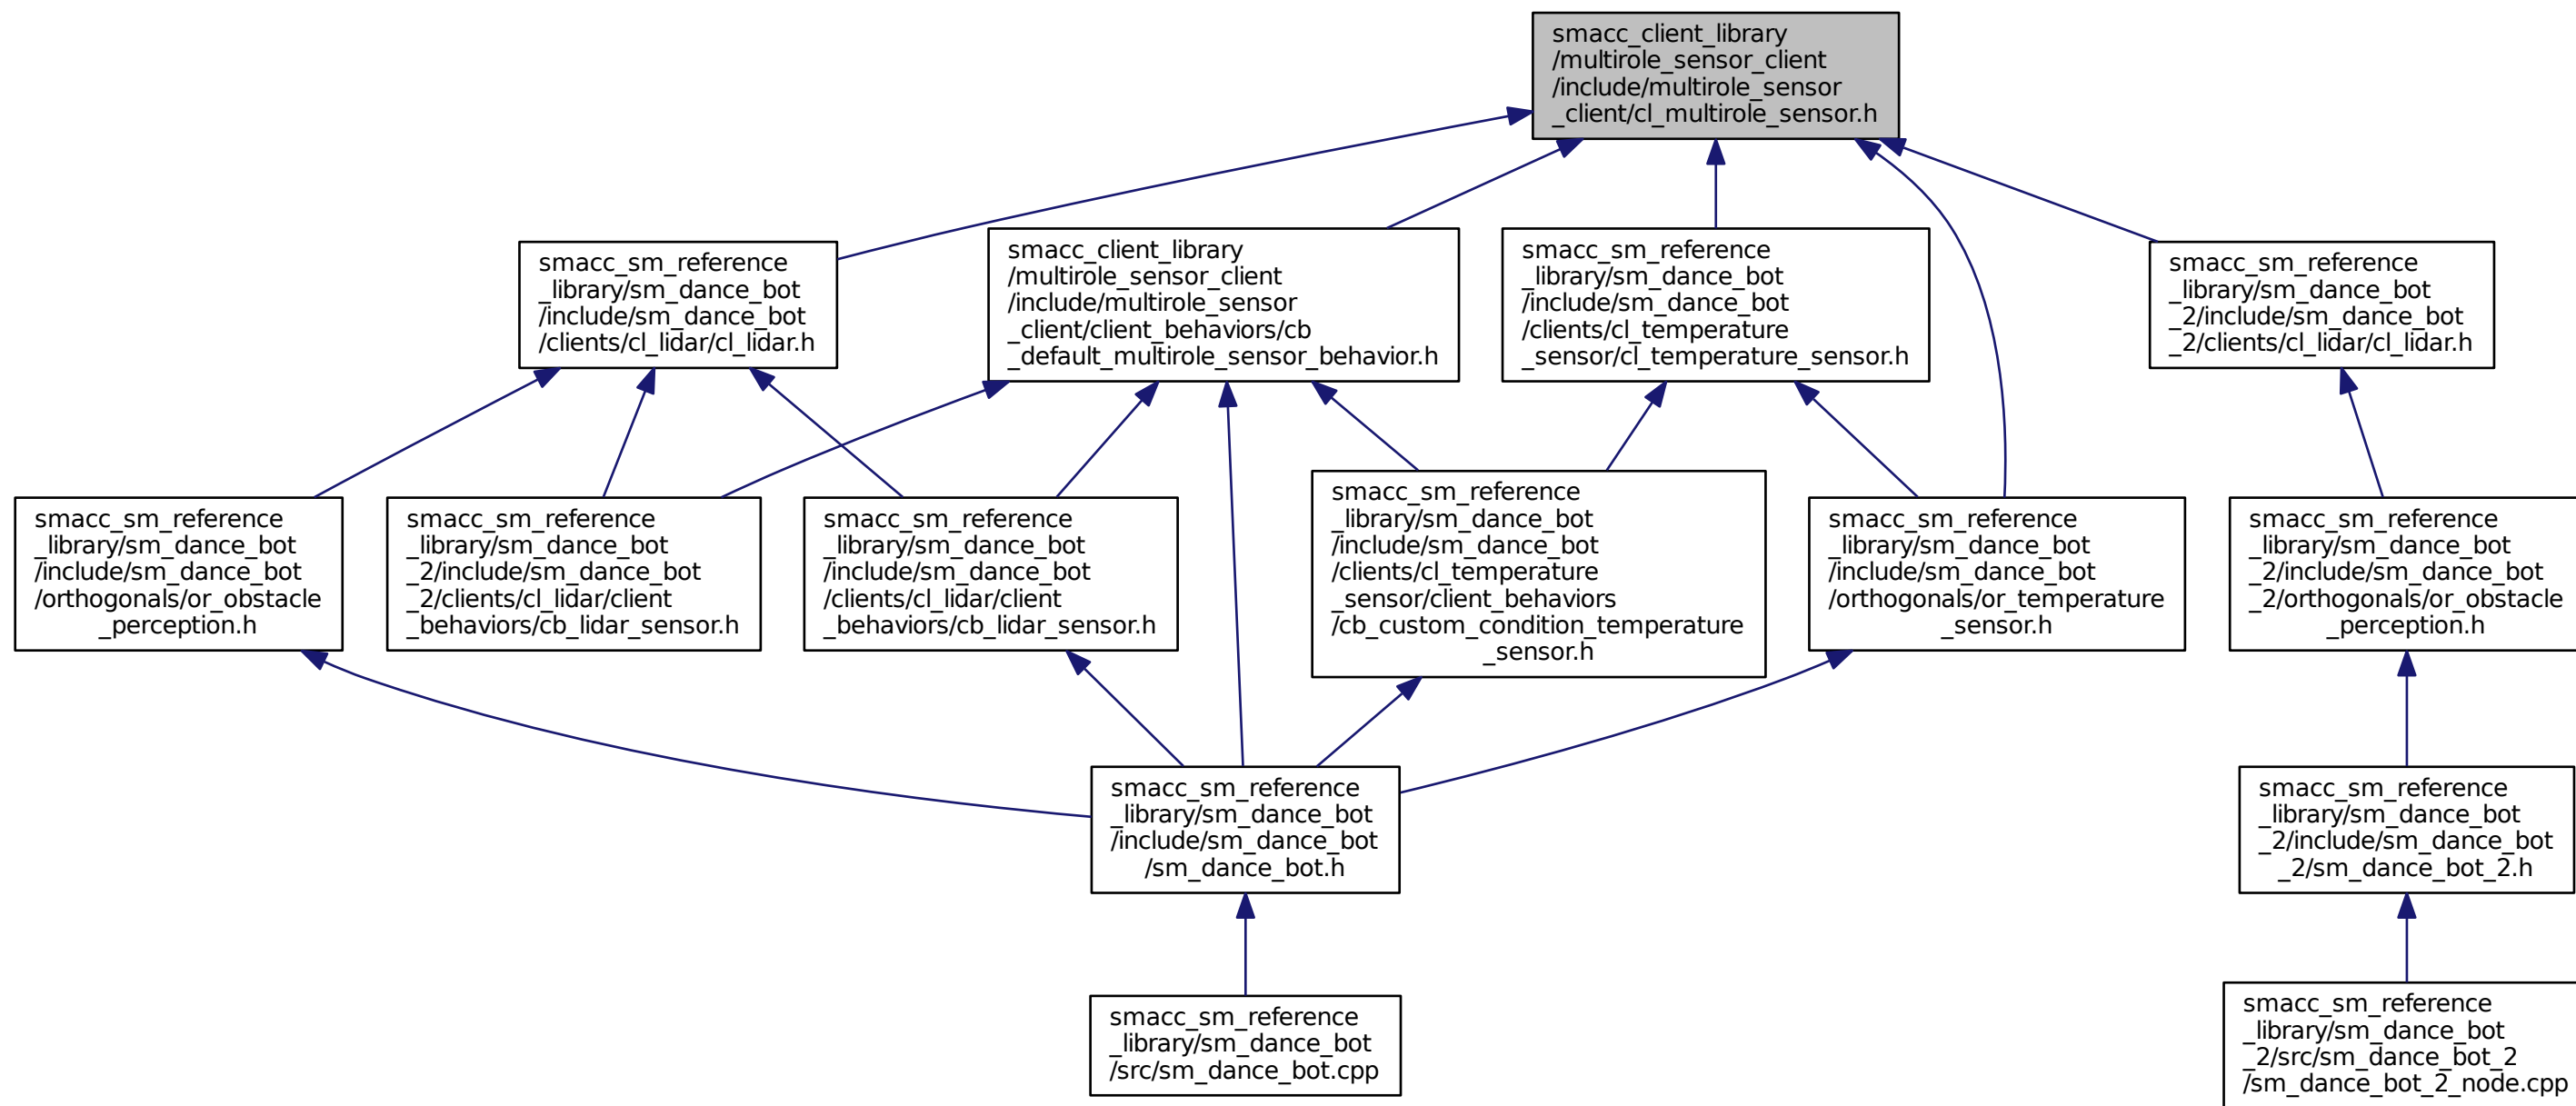 smacc_client_library
/multirole_sensor_client
/include/multirole_sensor
_client/cl_multirole_sensor.h
smacc_sm_reference
_library/sm_dance_bot
/include/sm_dance_bot
/clients/cl_lidar/cl_lidar.h
smacc_client_library
/multirole_sensor_client
/include/multirole_sensor
_client/client_behaviors/cb
_default_multirole_sensor_behavior.h
smacc_sm_reference
_library/sm_dance_bot
/include/sm_dance_bot
/clients/cl_temperature
_sensor/cl_temperature_sensor.h
smacc_sm_reference
_library/sm_dance_bot
_2/include/sm_dance_bot
_2/clients/cl_lidar/cl_lidar.h
smacc_sm_reference
_library/sm_dance_bot
/include/sm_dance_bot
/orthogonals/or_obstacle
_perception.h
smacc_sm_reference
_library/sm_dance_bot
_2/include/sm_dance_bot
_2/clients/cl_lidar/client
_behaviors/cb_lidar_sensor.h
smacc_sm_reference
_library/sm_dance_bot
/include/sm_dance_bot
/clients/cl_lidar/client
_behaviors/cb_lidar_sensor.h
smacc_sm_reference
_library/sm_dance_bot
/include/sm_dance_bot
/clients/cl_temperature
_sensor/client_behaviors
/cb_custom_condition_temperature
_sensor.h
smacc_sm_reference
_library/sm_dance_bot
/include/sm_dance_bot
/orthogonals/or_temperature
_sensor.h
smacc_sm_reference
_library/sm_dance_bot
_2/include/sm_dance_bot
_2/orthogonals/or_obstacle
_perception.h
smacc_sm_reference
_library/sm_dance_bot
/include/sm_dance_bot
/sm_dance_bot.h
smacc_sm_reference
_library/sm_dance_bot
_2/include/sm_dance_bot
_2/sm_dance_bot_2.h
smacc_sm_reference
_library/sm_dance_bot
/src/sm_dance_bot.cpp
smacc_sm_reference
_library/sm_dance_bot
_2/src/sm_dance_bot_2
/sm_dance_bot_2_node.cpp